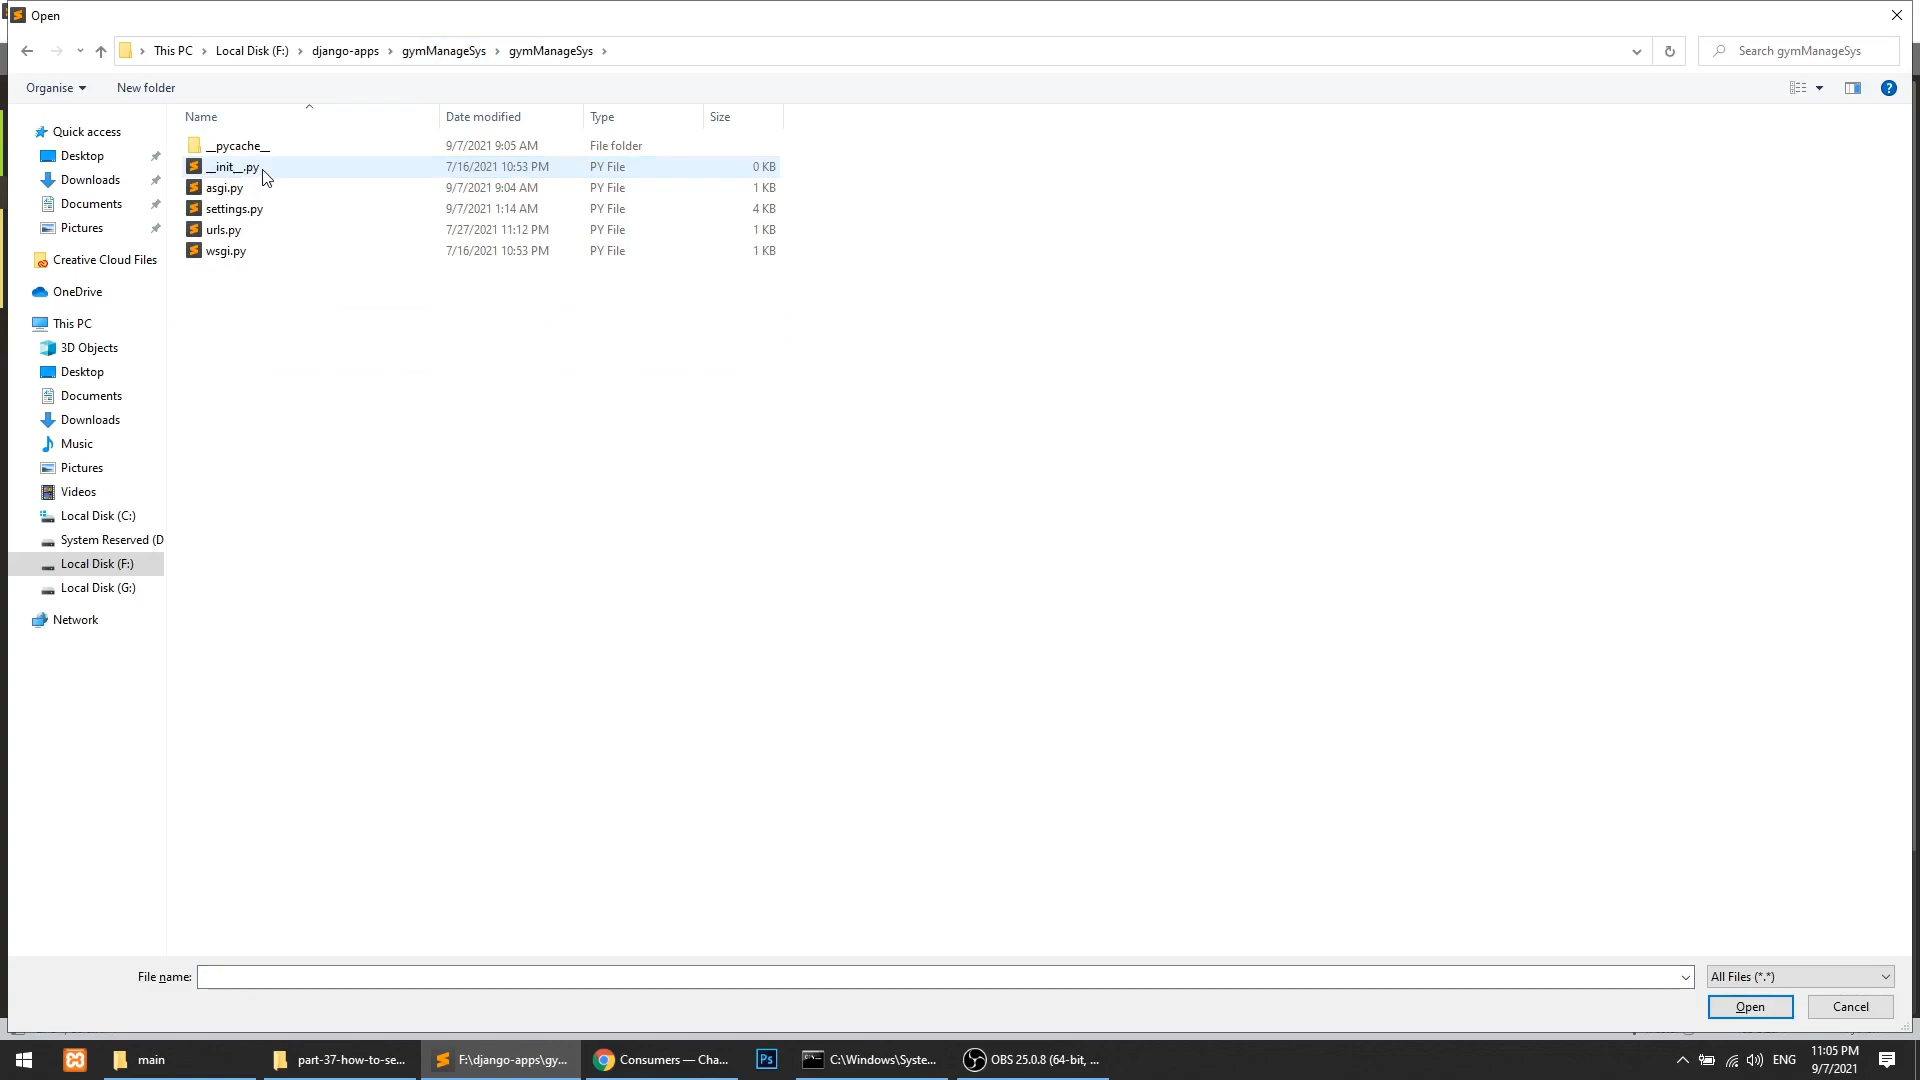 Open
This PC > Local Disk (F:) > django-apps > gymManageSys > gymManageSys >
Search gymManageSys
Organise
New folder
Name
Date modified
Type
Size
__pycache__ 9/7/2021 9:05 AM File folder
__init__.py 7/16/2021 10:53 PM PY File 0 KB
asgi.py 9/7/2021 9:04 AM PY File 1 KB
settings.py 9/7/2021 1:14 AM PY File 4 KB
urls.py 7/27/2021 11:12 PM PY File 1 KB
wsgi.py 7/16/2021 10:53 PM PY File 1 KB
Quick access
Desktop
Downloads
Documents
Pictures
Creative Cloud Files
OneDrive
This PC
3D Objects
Desktop
Documents
Downloads
Music
Pictures
Videos
Local Disk (C:)
System Reserved (D
Local Disk (F:)
Local Disk (G:)
Network
File name:
All Files (*.*)
Open
Cancel
main
part-37-how-to-se...
F:\django-apps\gy...
Consumers — Cha...
Ps
C:\Windows\Syste...
OBS 25.0.8 (64-bit, ...
ENG
11:05 PM
9/7/2021